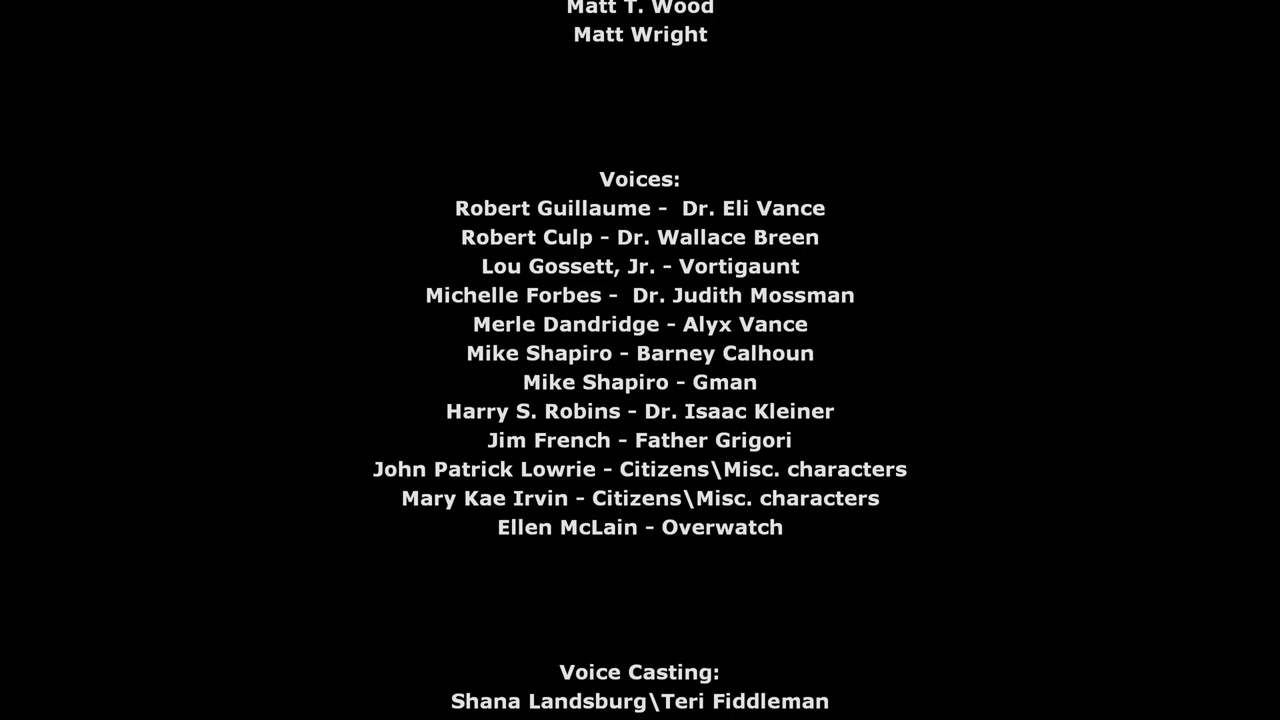 Matt T. Wood
Matt Wright
Voices:
Robert Guillaume -  Dr. Eli Vance
Robert Culp - Dr. Wallace Breen
Lou Gossett, Jr. - Vortigaunt
Michelle Forbes -  Dr. Judith Mossman
Merle Dandridge - Alyx Vance
Mike Shapiro - Barney Calhoun
Mike Shapiro - Gman
Harry S. Robins - Dr. Isaac Kleiner
Jim French - Father Grigori
John Patrick Lowrie - Citizens\Misc. characters
Mary Kae Irvin - Citizens\Misc. characters
Ellen McLain - Overwatch
Voice Casting:
Shana Landsburg\Teri Fiddleman